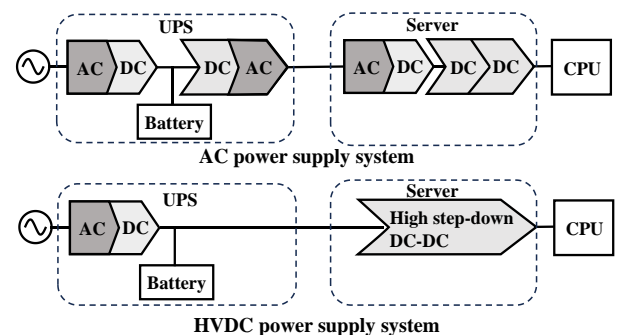 UPS
Server
AC DC DC AC AC DC DC DC CPU
Battery
AC power supply system
UPS
Server
AC DC High step-down DC-DC CPU
Battery
HVDC power supply system